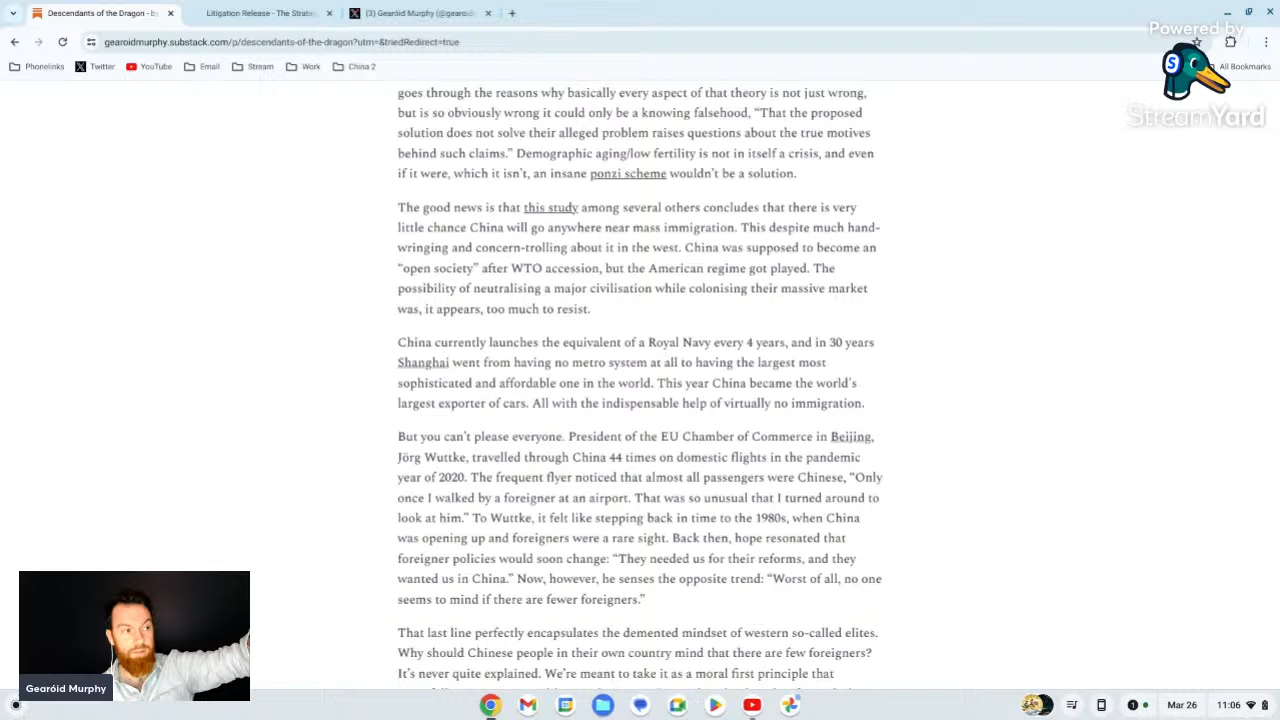 Descendants of the Dragon - by
Litigation Release - The Strate
(3) Gearóid Murphy (@gearoid
gearoidmurphy.substack.com/p/descendants-of-the-dragon?utm=&triedRedirect=true
Phonelinks
Twitter
YouTube
Email
Stream
Work
China 2
All Bookmarks
Powered by
S
StreamYard
goes through the reasons why basically every aspect of that theory is not just wrong,
but is so obviously wrong it could only be a knowing falsehood, “That the proposed
solution does not solve their alleged problem raises questions about the true motives
behind such claims.” Demographic aging/low fertility is not in itself a crisis, and even
if it were, which it isn’t, an insane ponzi scheme wouldn’t be a solution.
The good news is that this study among several others concludes that there is very
little chance China will go anywhere near mass immigration. This despite much hand-
wringing and concern-trolling about it in the west. China was supposed to become an
“open society” after WTO accession, but the American regime got played. The
possibility of neutralising a major civilisation while colonising their massive market
was, it appears, too much to resist.
China currently launches the equivalent of a Royal Navy every 4 years, and in 30 years
Shanghai went from having no metro system at all to having the largest most
sophisticated and affordable one in the world. This year China became the world’s
largest exporter of cars. All with the indispensable help of virtually no immigration.
But you can’t please everyone. President of the EU Chamber of Commerce in Beijing,
Jörg Wuttke, travelled through China 44 times on domestic flights in the pandemic
year of 2020. The frequent flyer noticed that almost all passengers were Chinese, “Only
once I walked by a foreigner at an airport. That was so unusual that I turned around to
look at him.” To Wuttke, it felt like stepping back in time to the 1980s, when China
was opening up and foreigners were a rare sight. Back then, hope resonated that
foreigner policies would soon change: “They needed us for their reforms, and they
wanted us in China.” Now, however, he senses the opposite trend: “Worst of all, no one
seems to mind if there are fewer foreigners.”
That last line perfectly encapsulates the demented mindset of western so-called elites.
Why should Chinese people in their own country mind that there are few foreigners?
It’s never quite explained. We’re meant to take it as a moral first principle that
Gearóid Murphy
Mar 26
11:06